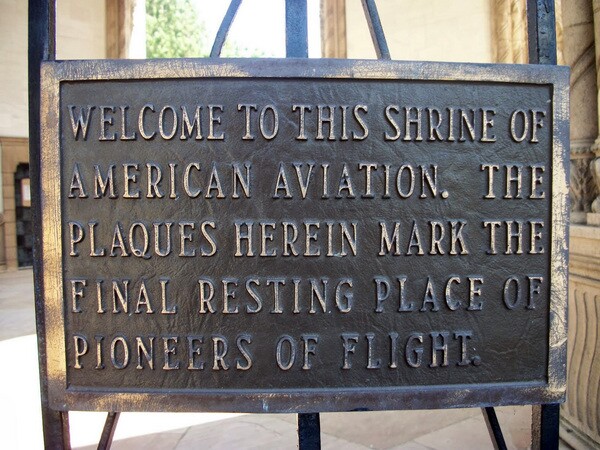 WELCOME TO THIS SHRINE OF
AMERICAN AVIATION. THE
PLAQUES HEREIN MARK THE
FINAL RESTING PLACE OF
PIONEERS OF FLIGHT.